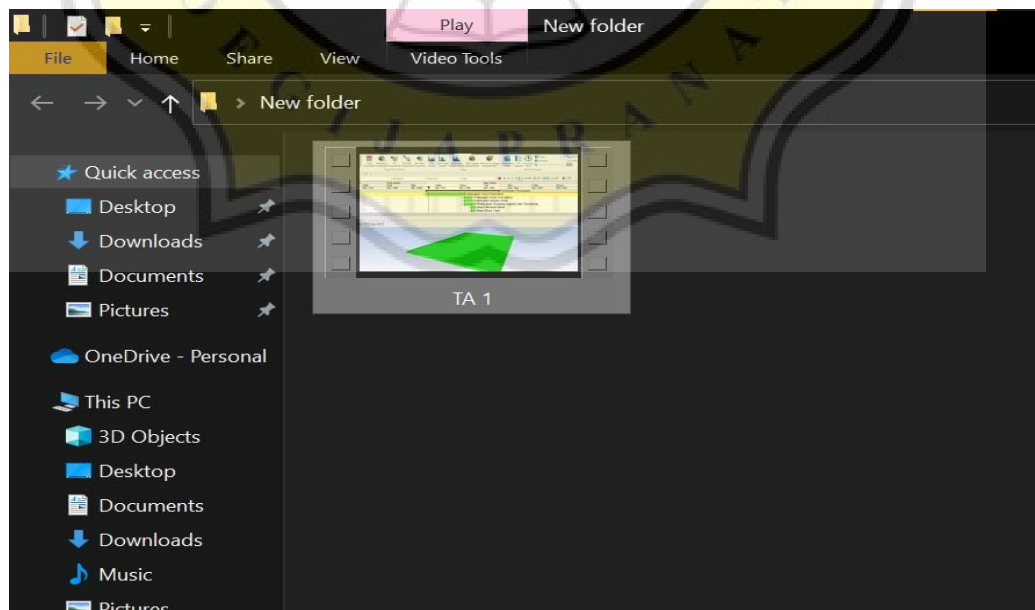 Play
New folder
File
Home
Share
View
Video Tools
New folder
Quick access
Desktop
Downloads
Documents
Pictures
TA 1
OneDrive - Personal
This PC
3D Objects
Desktop
Documents
Downloads
Music
Pictures